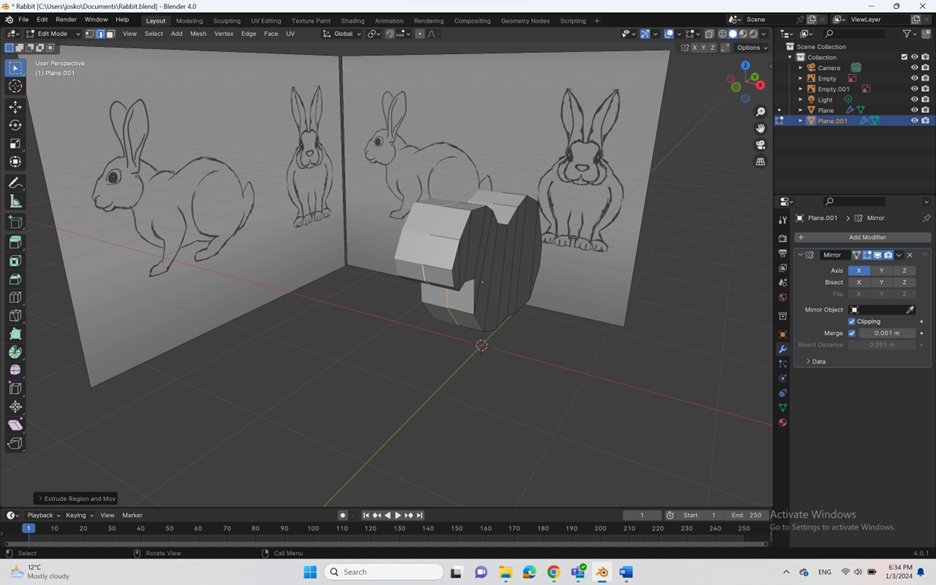 * Rabbit [C:\Users\josko\Documents\Rabbit.blend] - Blender 4.0
File Edit Render Window Help Layout Modeling Sculpting UV Editing Texture Paint Shading Animation Rendering Compositing Geometry Nodes Scripting + Scene ViewLayer
Edit Mode View Select Add Mesh Vertex Edge Face UV Global
X Y Z Options
User Perspective
(1) Plane.001
Z
Y
X
Scene Collection
Collection
Camera
Empty
Empty.001
Light
Plane
Plane.001
Plane.001 > Mirror
+ Add Modifier
Mirror
Axis X Y Z
Bisect X Y Z
Flip X Y Z
Mirror Object
Clipping
Merge 0.001 m
Bisect Distance 0.001 m
> Data
> Extrude Region and Mov
Playback Keying View Marker 1 Start 1 End 250
1 10 20 30 40 50 60 70 80 90 100 110 120 130 140 150 160 170 180 190 200 210 220 230 240 250
Select Rotate View Call Menu 4.0.1
Activate Windows
Go to Settings to activate Windows.
12°C
Mostly cloudy
Search
ENG
6:34 PM
1/3/2024